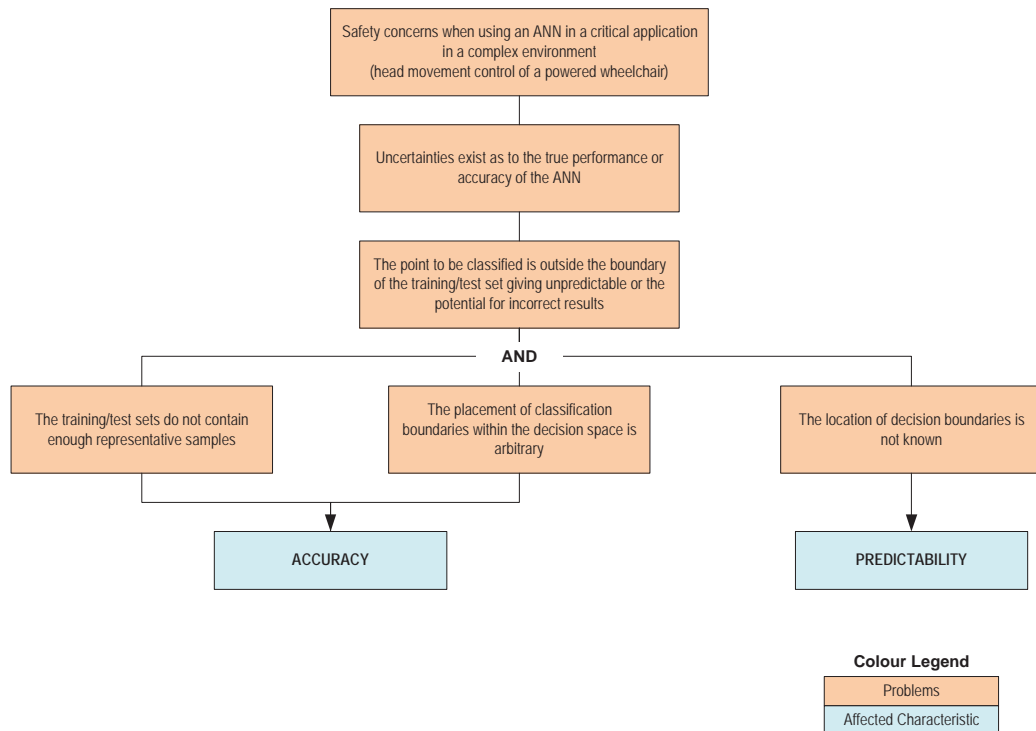 Safety concerns when using an ANN in a critical application
in a complex environment
(head movement control of a powered wheelchair)
Uncertainties exist as to the true performance or
accuracy of the ANN
The point to be classified is outside the boundary
of the training/test set giving unpredictable or the
potential for incorrect results
AND
The training/test sets do not contain
enough representative samples
The placement of classification
boundaries within the decision space is
arbitrary
The location of decision boundaries is
not known
ACCURACY
PREDICTABILITY
Colour Legend
Problems
Affected Characteristic